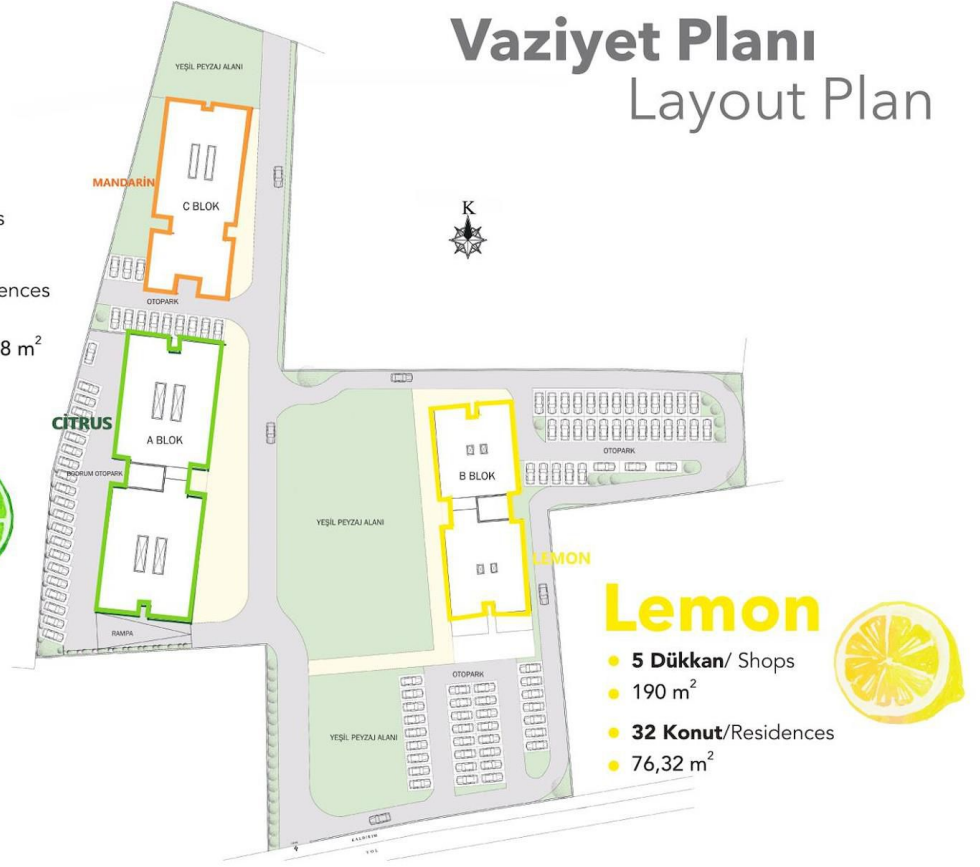 Vaziyet Planı
Layout Plan
YEŞİL PEYZAJ ALANI
MANDARİN
C BLOK
K
s
ences
OTOPARK
8 m²
CİTRUS
A BLOK
BODRUM OTOPARK
B BLOK
OTOPARK
YEŞİL PEYZAJ ALANI
LEMON
Lemon
RAMPA
5 Dükkan/ Shops
OTOPARK
190 m²
YEŞİL PEYZAJ ALANI
32 Konut/Residences
76,32 m²
KALDIRIM
YOL